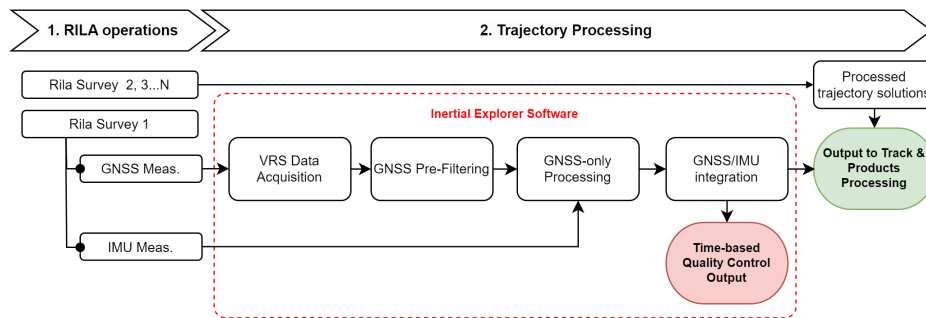 1. RILA operations
2. Trajectory Processing
Rila Survey  2, 3...N
Processed
trajectory solutions
Rila Survey 1
Inertial Explorer Software
GNSS Meas.
VRS Data
Acquisition
GNSS Pre-Filtering
GNSS-only
Processing
GNSS/IMU
integration
Output to Track &
Products
Processing
IMU Meas.
Time-based
Quality Control
Output